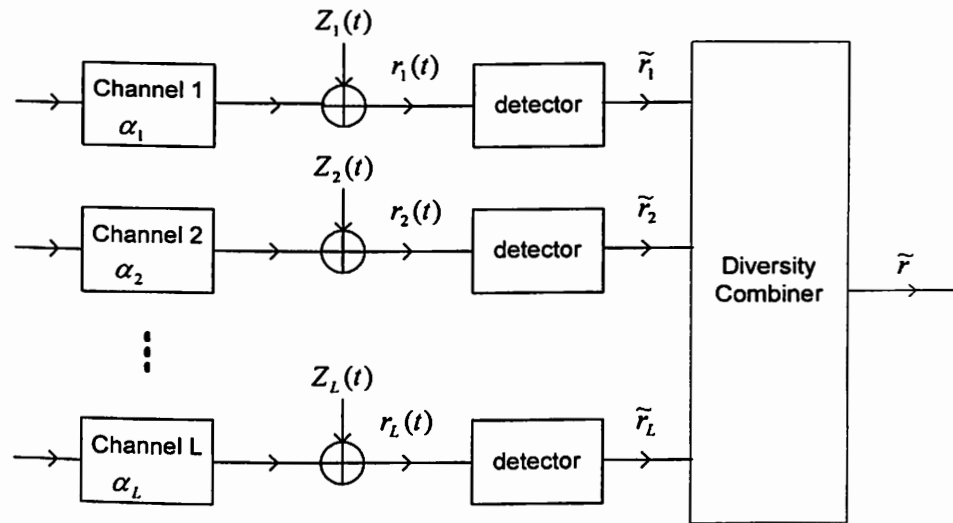 Z₁(t)
Channel 1
α₁
r₁(t)
detector
r̃₁
Z₂(t)
Channel 2
α₂
r₂(t)
detector
r̃₂
Diversity
Combiner
r̃
Z_L(t)
Channel L
α_L
r_L(t)
detector
r̃_L